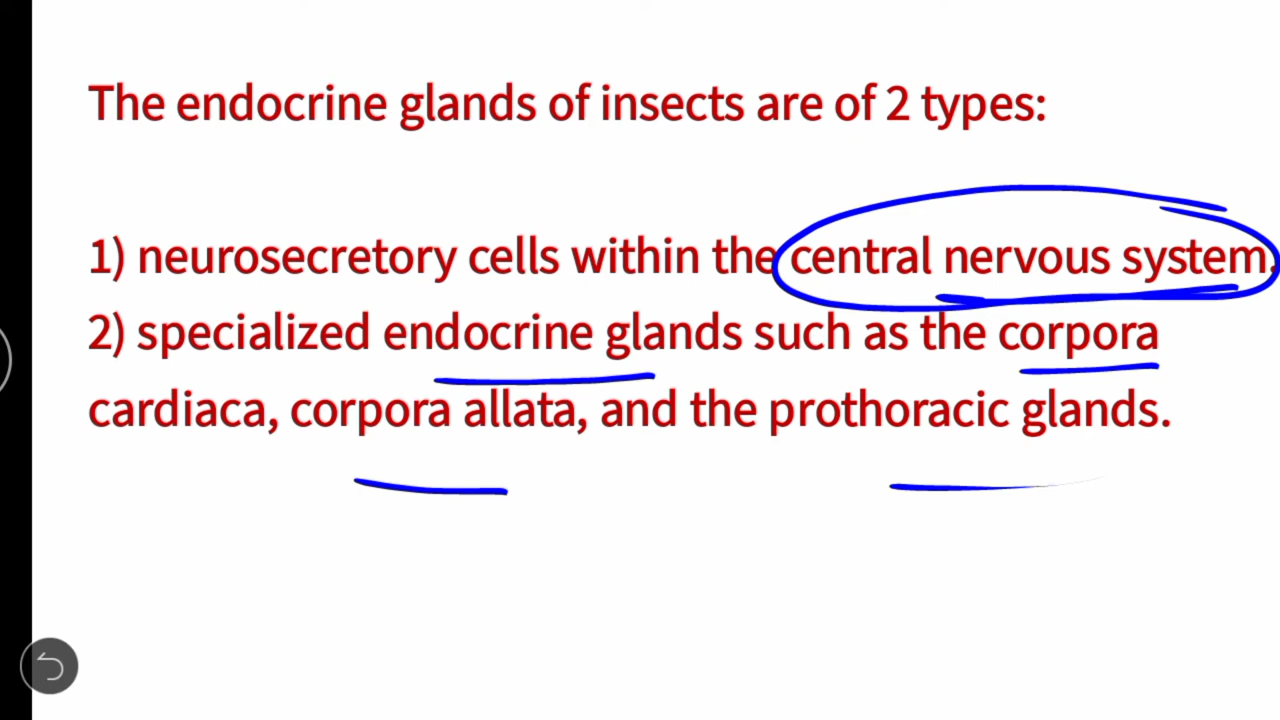 The endocrine glands of insects are of 2 types:
1) neurosecretory cells within the central nervous system.
2) specialized endocrine glands such as the corpora
cardiaca, corpora allata, and the prothoracic glands.